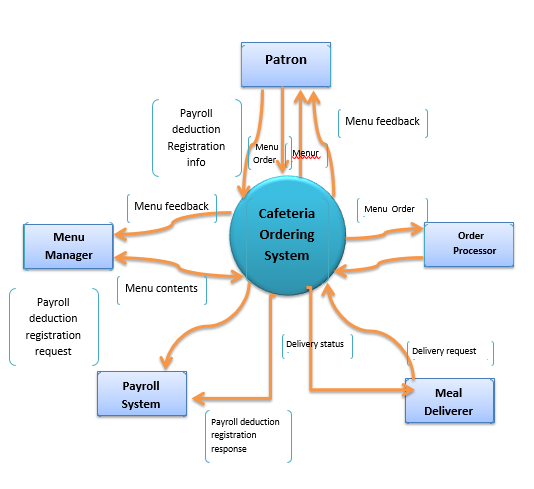 Patron
Payroll
deduction
Registration
info
Menu
Order
Menur
Menu feedback
Menu feedback
Cafeteria
Ordering
System
Menu Order
Menu
Manager
Order
Processor
Menu contents
Payroll
deduction
registration
request
Delivery status
Delivery request
Payroll
System
Meal
Deliverer
Payroll deduction
registration
response